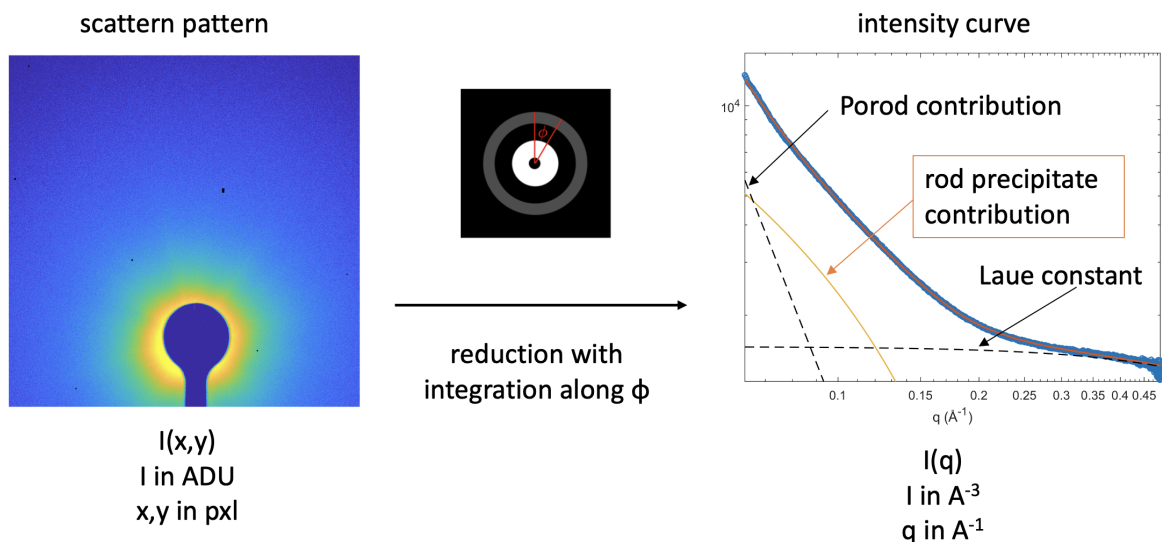 scattern pattern
intensity curve
ϕ
10⁴
Porod contribution
rod precipitate
contribution
Laue constant
reduction with
integration along ϕ
0.1 0.15 0.2 0.25 0.3 0.35 0.4 0.45
q (Å⁻¹)
I(x,y)
I in ADU
x,y in pxl
I(q)
I in A⁻³
q in A⁻¹